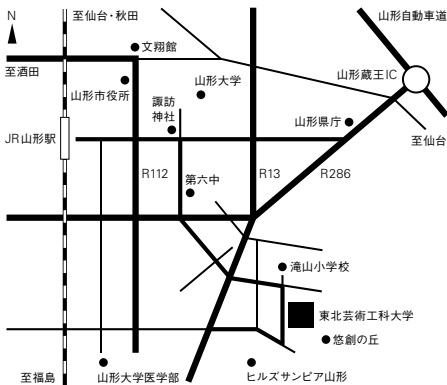 N
至仙台・秋田
山形自動車道
文翔館
至酒田
山形蔵王IC
山形市役所
山形大学
諏訪
神社
山形県庁
JR山形駅
至仙台
R112
R13
R286
第六中
滝山小学校
東北芸術工科大学
悠創の丘
至福島
山形大学医学部
ヒルズサンピア山形